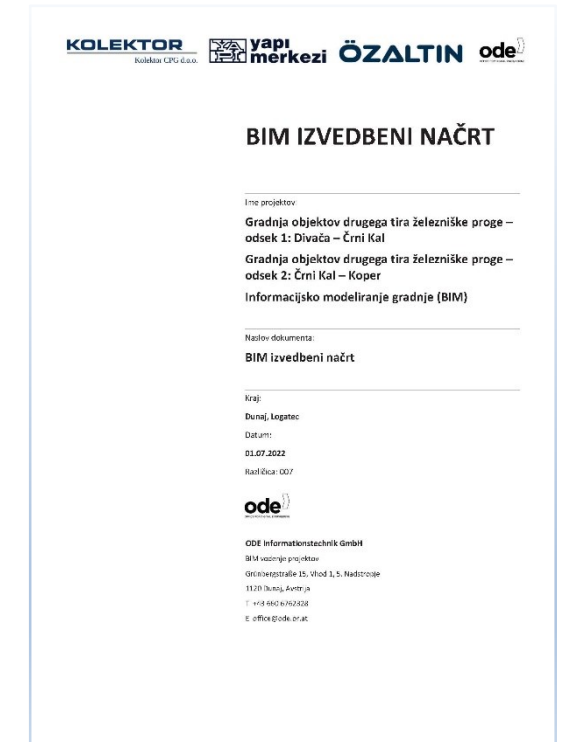 KOLEKTOR
Kolektor CPG d.o.o.
yapı
merkezi
ÖZALTIN
ode
BIM IZVEDBENI NAČRT
Ime projektov:
Gradnja objektov drugega tira železniške proge –
odsek 1: Divača – Črni Kal
Gradnja objektov drugega tira železniške proge –
odsek 2: Črni Kal – Koper
Informacijsko modeliranje gradnje (BIM)
Naslov dokumenta:
BIM izvedbeni načrt
Kraj:
Dunaj, Logatec
Datum:
01.07.2022
Različica: 007
ode
ODE Informationstechnik GmbH
BIM vodenje projektov
Grünbergstraße 15, Vhod 1, 5. Nadstropje
1120 Dunaj, Avstrija
T +43 660 6762328
E office@ode.or.at